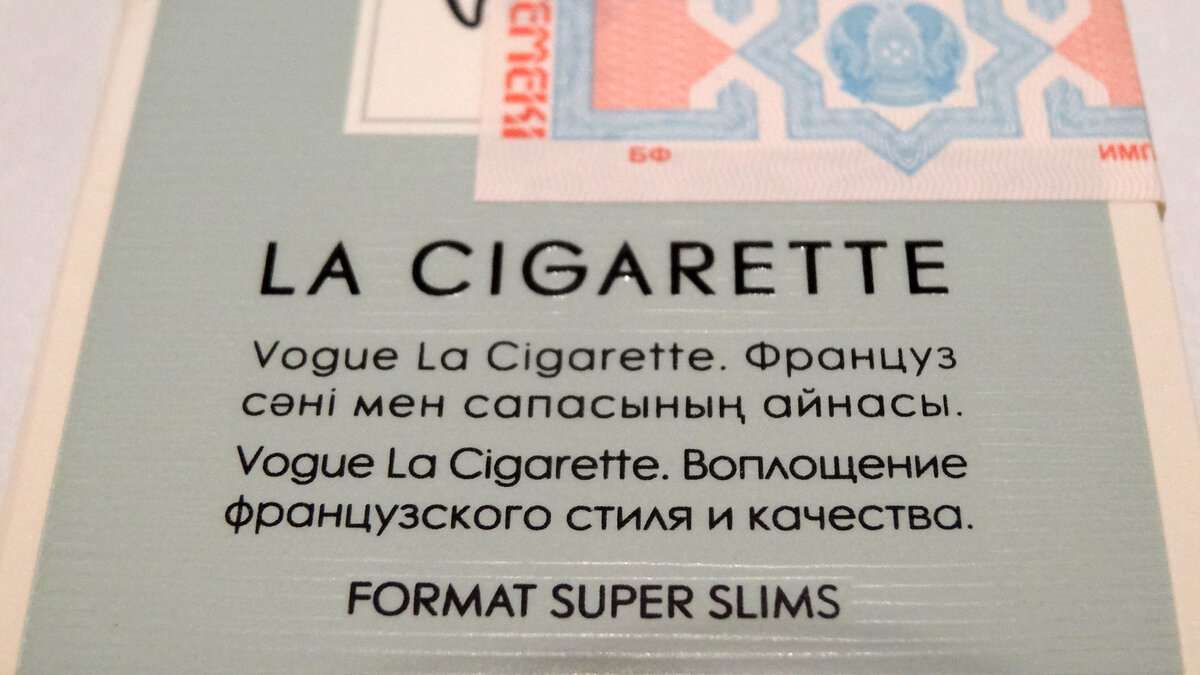 ТЕМЕКІ
БФ
ИМП
LA CIGARETTE
Vogue La Cigarette. Француз
сәні мен сапасының айнасы.
Vogue La Cigarette. Воплощение
французского стиля и качества.
FORMAT SUPER SLIMS